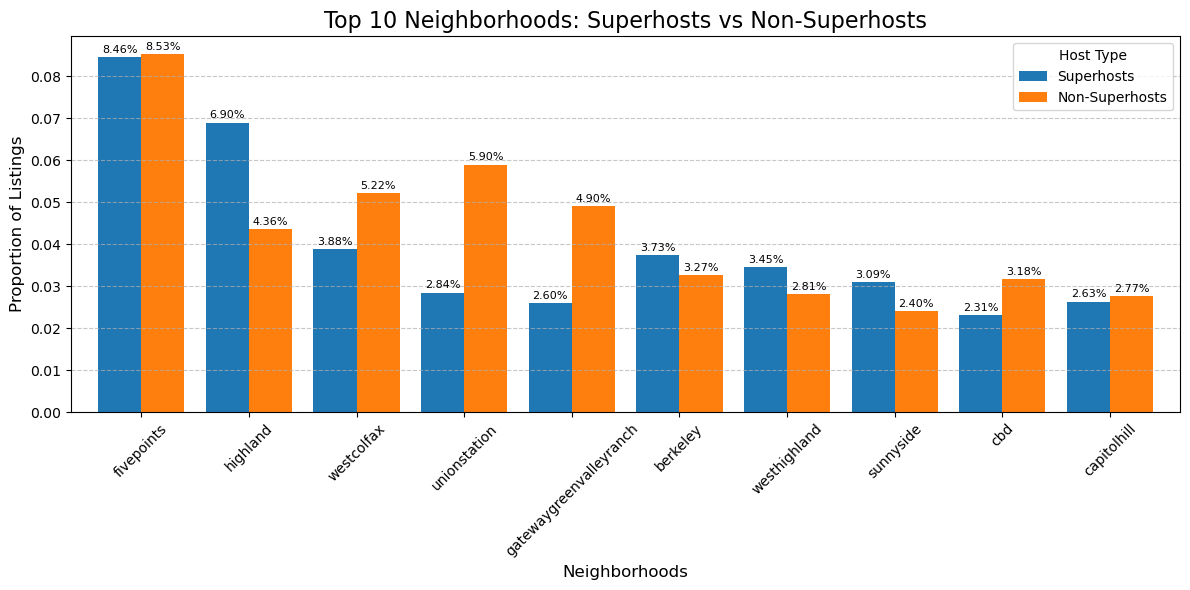 Top 10 Neighborhoods: Superhosts vs Non-Superhosts
Host Type
Superhosts
Non-Superhosts
Proportion of Listings
0.08
0.07
0.06
0.05
0.04
0.03
0.02
0.01
0.00
8.46%
8.53%
6.90%
4.36%
3.88%
5.22%
2.84%
5.90%
2.60%
4.90%
3.73%
3.27%
3.45%
2.81%
3.09%
2.40%
2.31%
3.18%
2.63%
2.77%
fivepoints
highland
westcolfax
unionstation
gatewaygreenvalleyranch
berkeley
westhighland
sunnyside
cbd
capitolhill
Neighborhoods